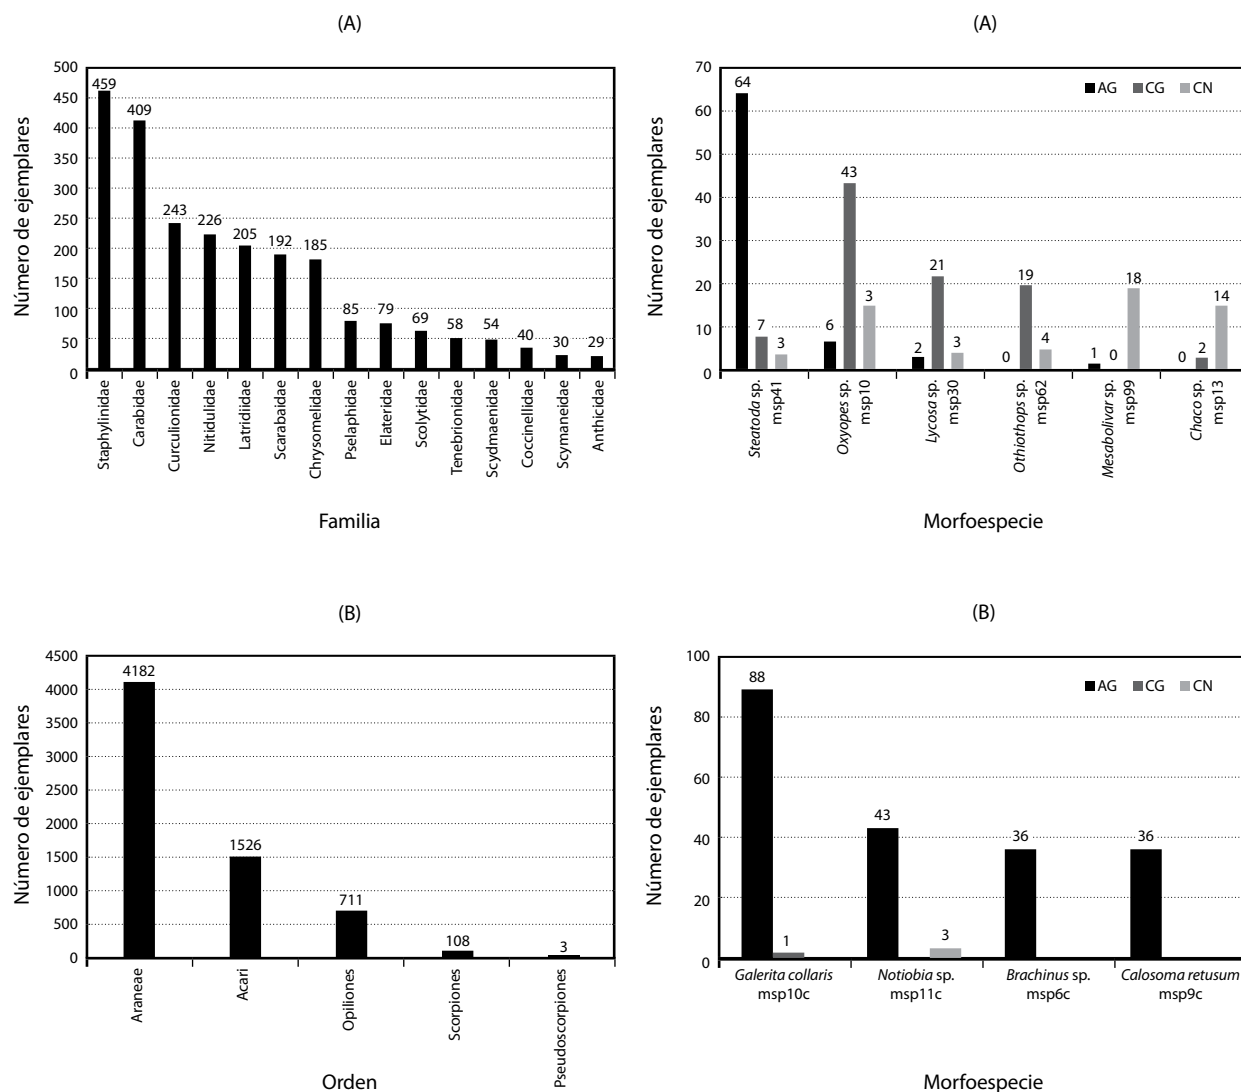 (A)
Número de ejemplares
500
450
400
350
300
250
200
150
100
50
0
459
409
243
226
205
192
185
85
79
69
58
54
40
30
29
Staphylinidae
Carabidae
Curculionidae
Nitidulidae
Latridiidae
Scarabaidae
Chrysomelidae
Pselaphidae
Elateridae
Scolytidae
Tenebrionidae
Scydmaenidae
Coccinellidae
Scymaneidae
Anthicidae
Familia
(A)
Número de ejemplares
70
60
50
40
30
20
10
0
AG CG CN
64
7
3
6
43
3
2
21
3
0
19
4
1
0
18
0
2
14
Steatoda sp.
msp41
Oxyopes sp.
msp10
Lycosa sp.
msp30
Othiothops sp.
msp62
Mesabolivar sp.
msp99
Chaco sp.
msp13
Morfoespecie
(B)
Número de ejemplares
4500
4000
3500
3000
2500
2000
1500
1000
500
0
4182
1526
711
108
3
Araneae
Acari
Opiliones
Scorpiones
Pseudoscorpiones
Orden
(B)
Número de ejemplares
100
80
60
40
20
0
AG CG CN
88
1
43
3
36
36
Galerita collaris
msp10c
Notiobia sp.
msp11c
Brachinus sp.
msp6c
Calosoma retusum
msp9c
Morfoespecie